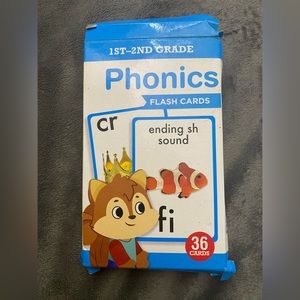 1ST–2ND GRADE
Phonics
FLASH CARDS
cr
ending sh
sound
fi
36
CARDS